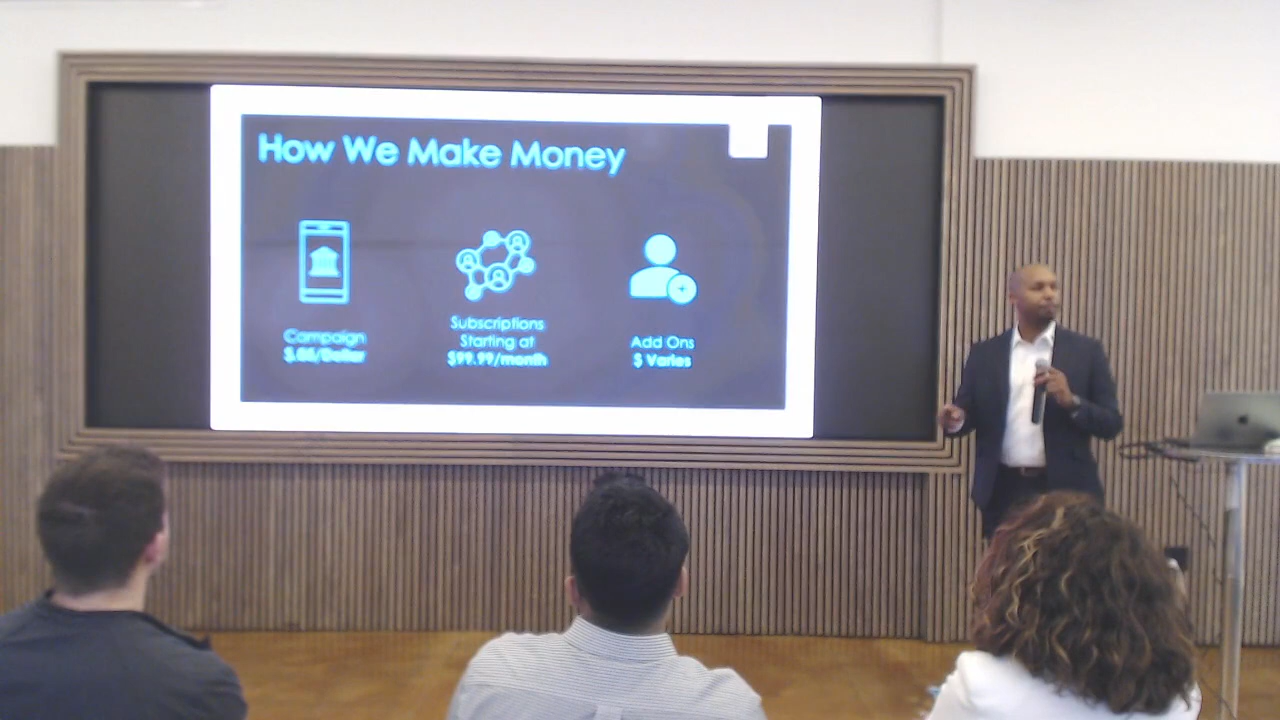 How We Make Money
Campaign
Subscriptions
Starting at
$99.99/month
Add Ons
$ Varies